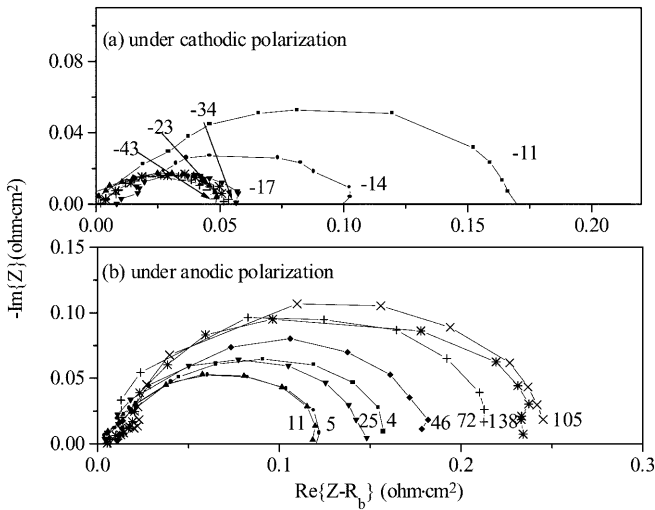 (a) under cathodic polarization
0.08
0.04
0.00
-34
-23
-43
-11
-17
-14
0.00 0.05 0.10 0.15 0.20
-Im{Z}(ohm·cm2)
0.15
(b) under anodic polarization
0.10
0.05
0.00
11 5 25 4 46 72 138 105
0.0 0.1 0.2 0.3
Re{Z-Rb} (ohm·cm2)